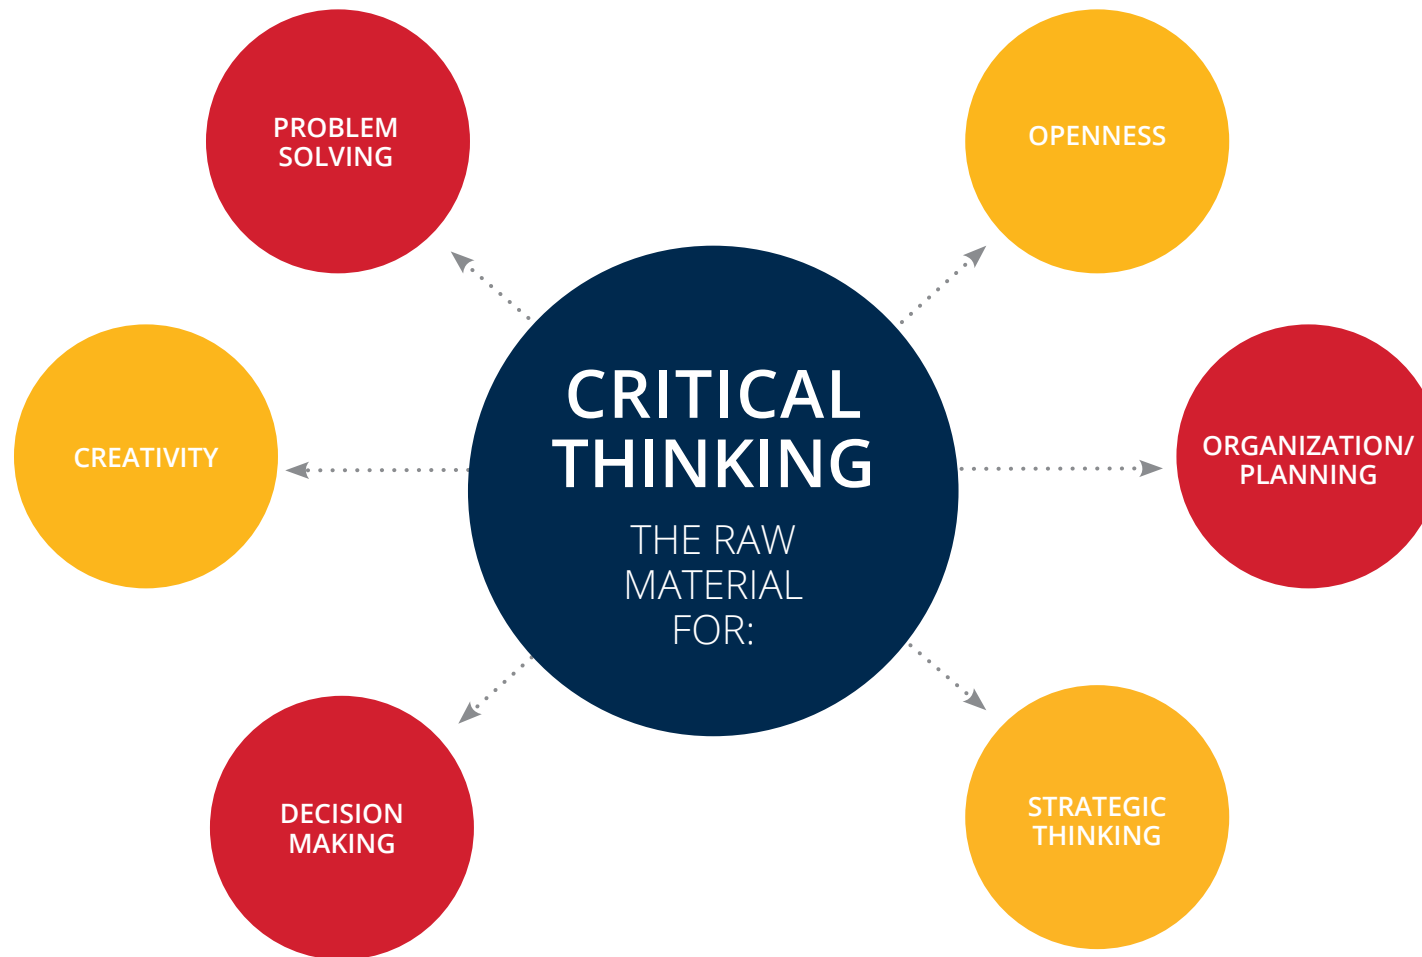 PROBLEM
SOLVING
OPENNESS
CREATIVITY
CRITICAL
THINKING
THE RAW
MATERIAL
FOR:
ORGANIZATION/
PLANNING
DECISION
MAKING
STRATEGIC
THINKING